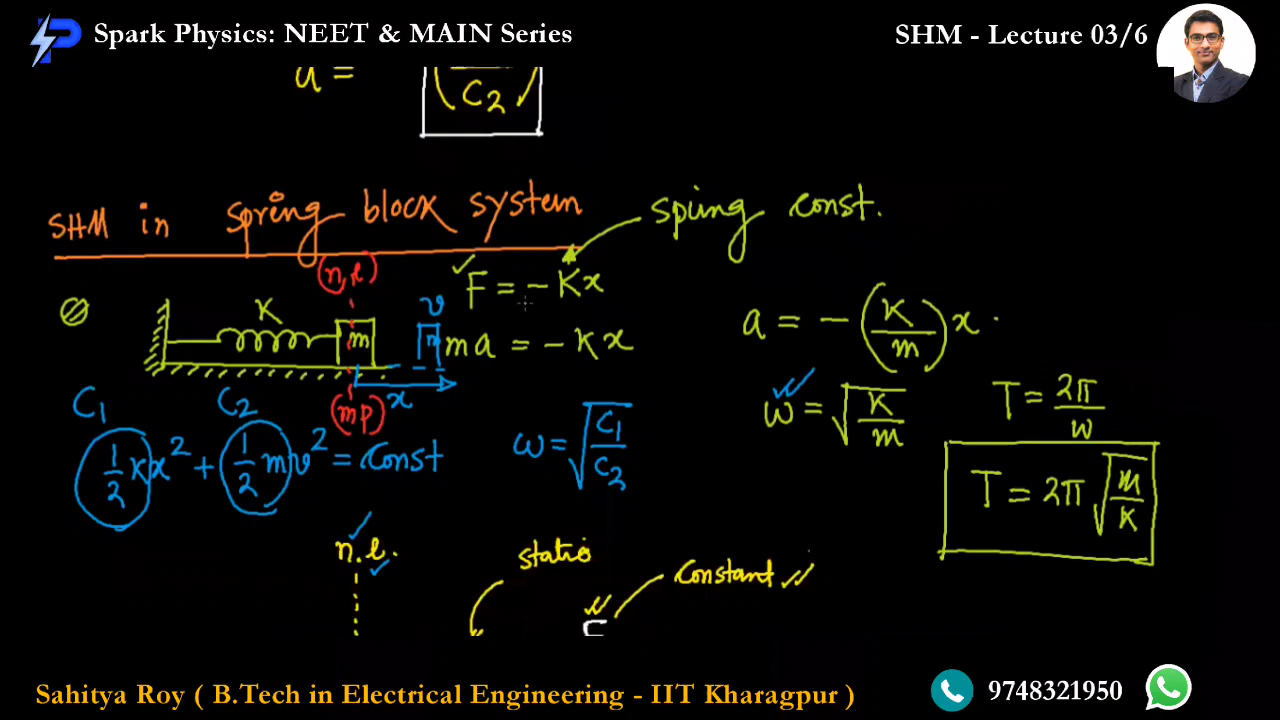 Spark Physics: NEET & MAIN Series
SHM - Lecture 03/6
a =
C2
SHM in spring block system
spring const.
(n,l)
F = -Kx
K
m
v
m
ma = -Kx
a = -(K/m)x
x
(mp)
C1
C2
1/2 Kx² + 1/2 mv² = const
ω = √(C1/C2)
ω = √(K/m)
T = 2π/ω
T = 2π √(m/K)
n.l.
static
constant
Sahitya Roy ( B.Tech in Electrical Engineering - IIT Kharagpur )
9748321950